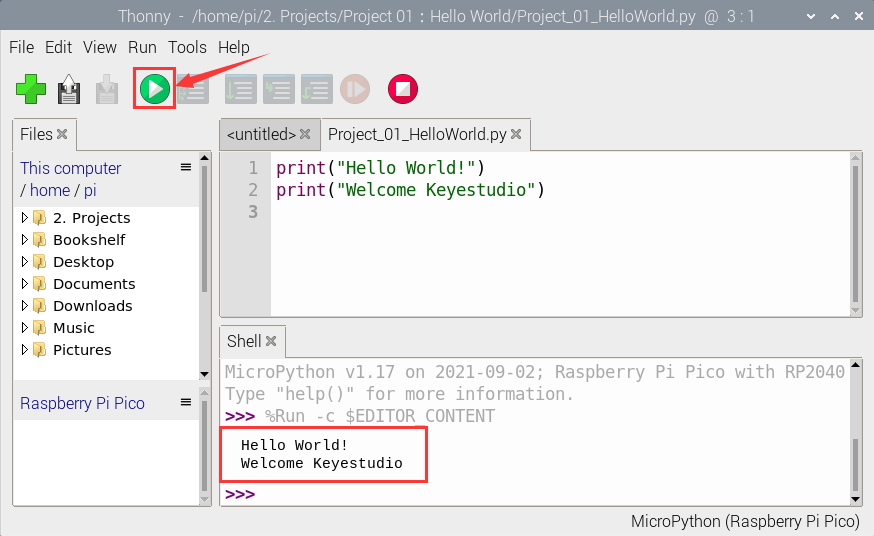 Thonny - /home/pi/2. Projects/Project 01 : Hello World/Project_01_HelloWorld.py @ 3 : 1
File Edit View Run Tools Help
Files
This computer
/ home / pi
2. Projects
Bookshelf
Desktop
Documents
Downloads
Music
Pictures
Raspberry Pi Pico
<untitled> Project_01_HelloWorld.py
1 print("Hello World!")
2 print("Welcome Keyestudio")
3
Shell
MicroPython v1.17 on 2021-09-02; Raspberry Pi Pico with RP2040
Type "help()" for more information.
>>> %Run -c $EDITOR_CONTENT
Hello World!
Welcome Keyestudio
>>>
MicroPython (Raspberry Pi Pico)